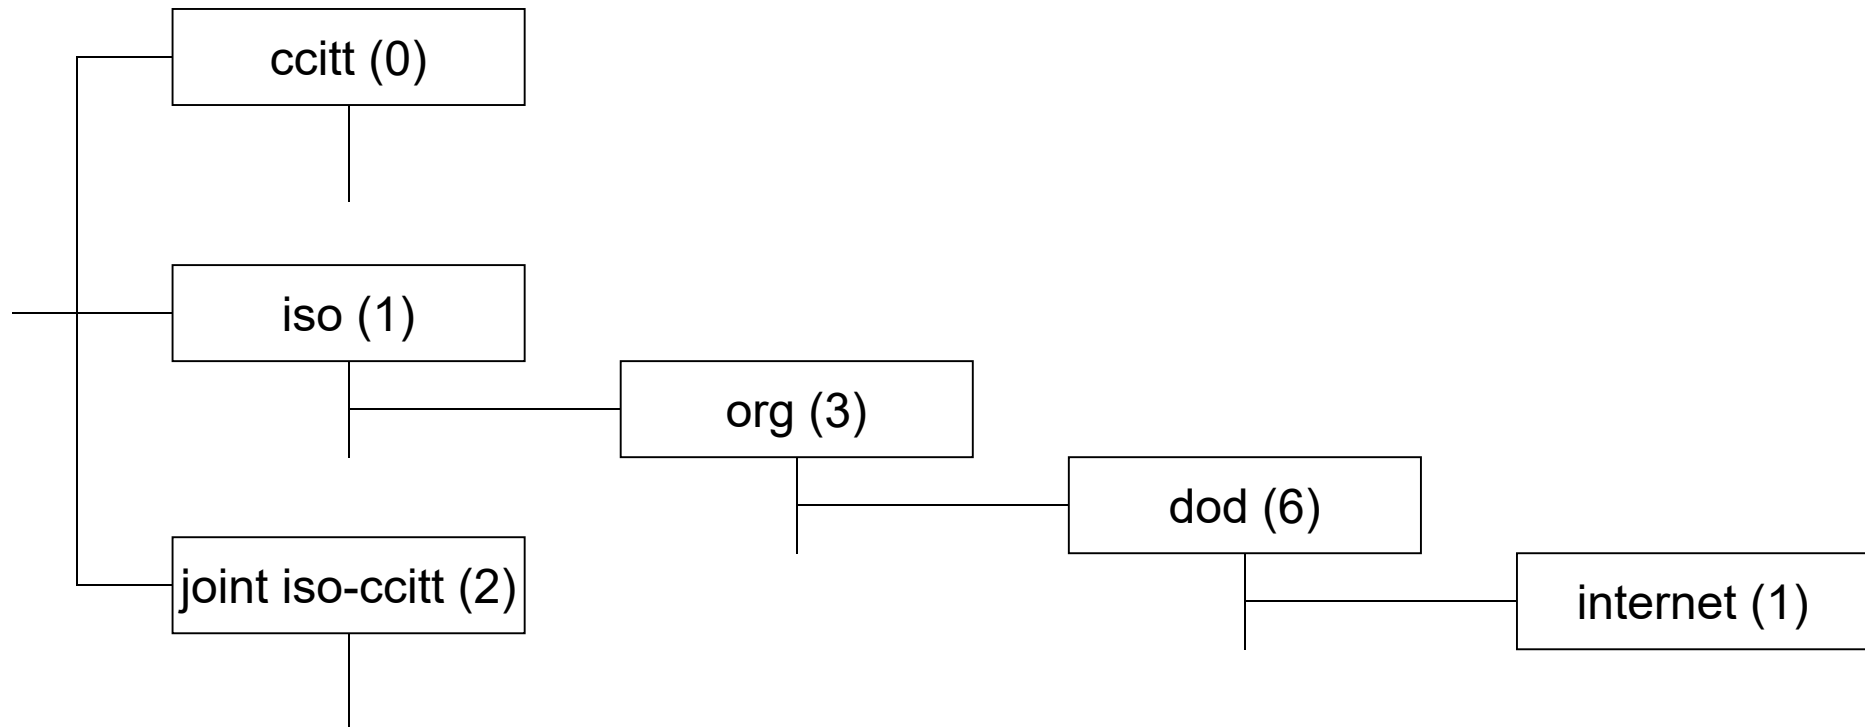 ccitt (0)
iso (1)
org (3)
dod (6)
joint iso-ccitt (2)
internet (1)